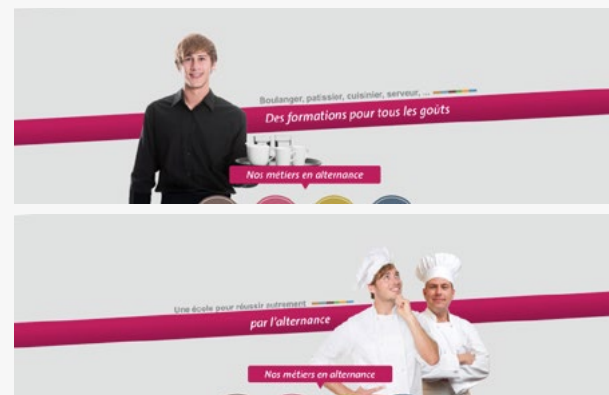 Boulanger, patissier, cuisinier, serveur, ...
Des formations pour tous les goûts
Nos métiers en alternance
Une école pour réussir autrement
par l'alternance
Nos métiers en alternance